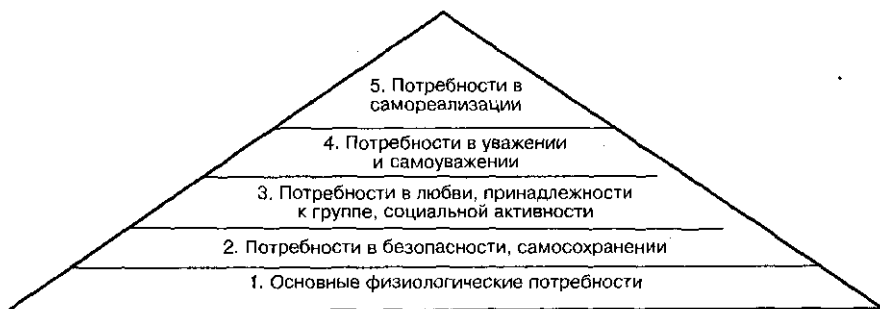 5. Потребности в
самореализации
4. Потребности в уважении
и самоуважении
3. Потребности в любви, принадлежности
к группе, социальной активности
2. Потребности в безопасности, самосохранении
1. Основные физиологические потребности